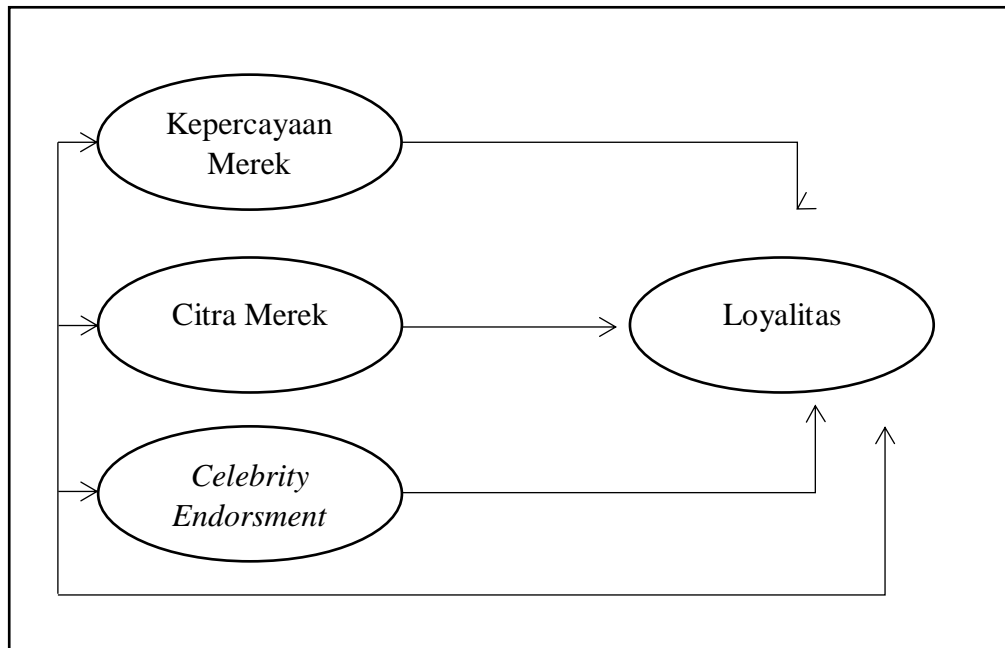 Kepercayaan
Merek
Citra Merek
Loyalitas
Celebrity
Endorsment